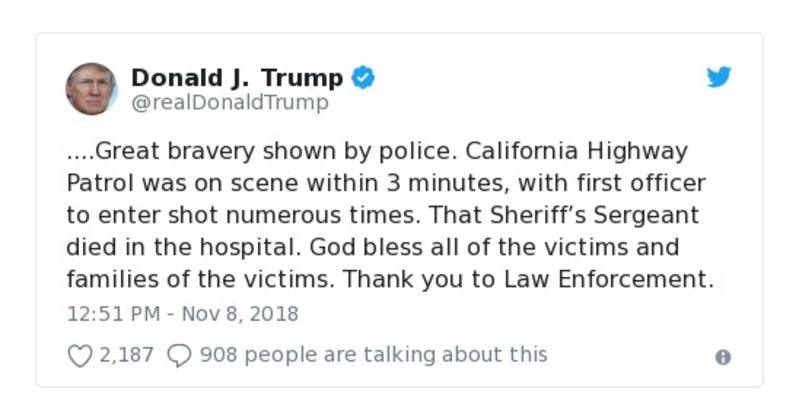 Donald J. Trump
@realDonaldTrump
....Great bravery shown by police. California Highway
Patrol was on scene within 3 minutes, with first officer
to enter shot numerous times. That Sheriff’s Sergeant
died in the hospital. God bless all of the victims and
families of the victims. Thank you to Law Enforcement.
12:51 PM - Nov 8, 2018
2,187 908 people are talking about this